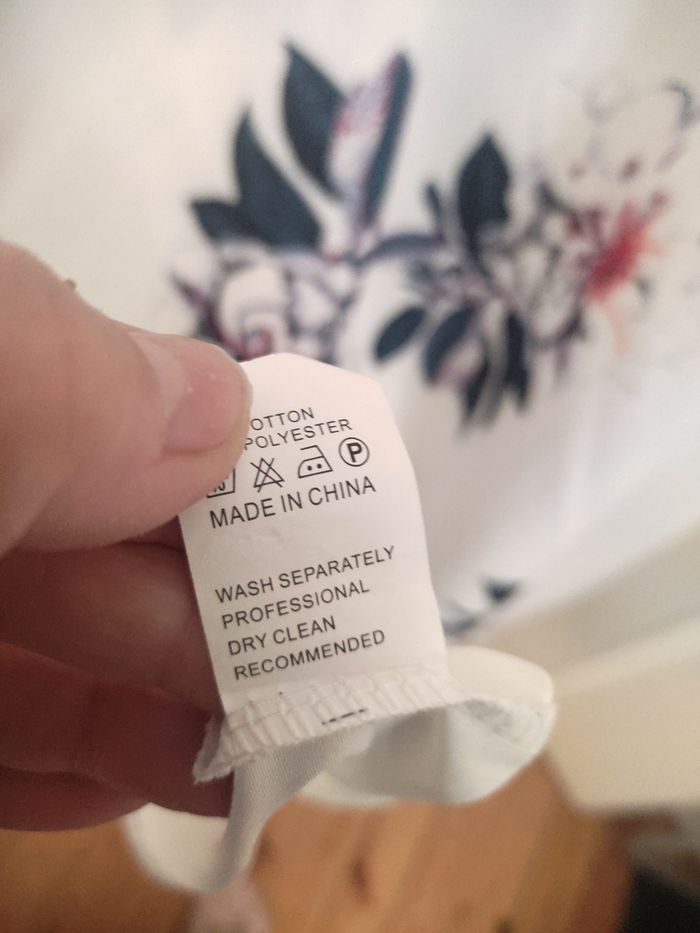 OTTON
POLYESTER
P
MADE IN CHINA
WASH SEPARATELY
PROFESSIONAL
DRY CLEAN
RECOMMENDED